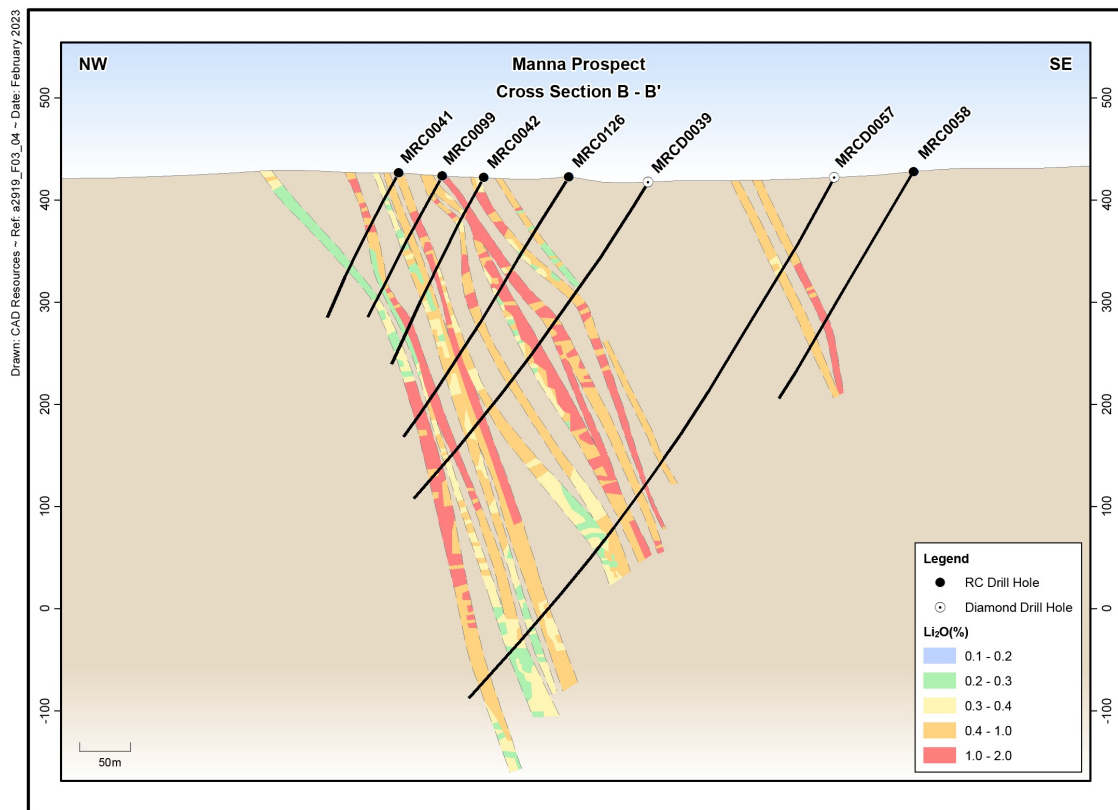 Drawn: CAD Resources ~ Ref: a2919_F03_04 ~ Date: February 2023
NW
Manna Prospect
SE
Cross Section B - B'
500
500
MRC0041
MRC0099
MRC0042
MRC0126
MRCD0039
MRCD0057
MRC0058
400
400
300
300
200
200
100
100
0
0
-100
-100
50m
Legend
RC Drill Hole
Diamond Drill Hole
Li₂O(%)
0.1 - 0.2
0.2 - 0.3
0.3 - 0.4
0.4 - 1.0
1.0 - 2.0